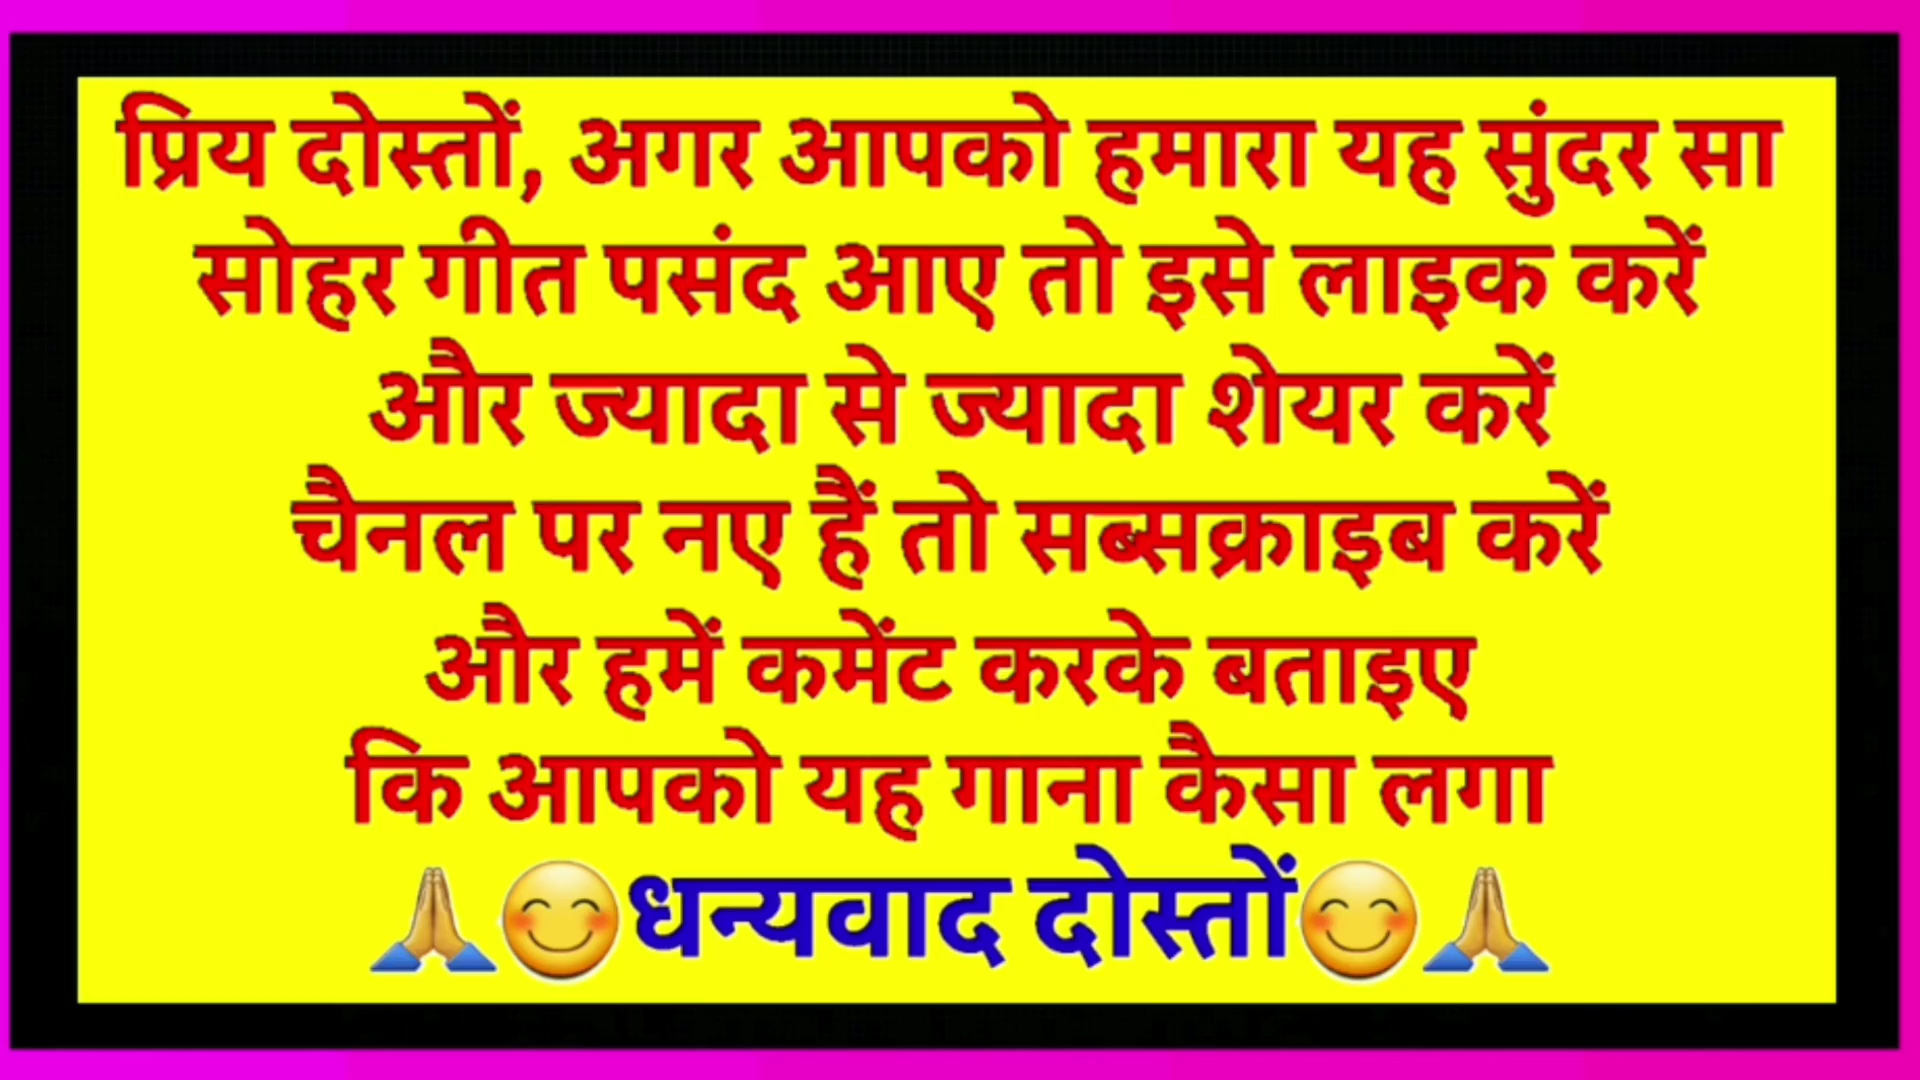 प्रिय दोस्तों, अगर आपको हमारा यह सुंदर सा
सोहर गीत पसंद आए तो इसे लाइक करें
और ज्यादा से ज्यादा शेयर करें
चैनल पर नए हैं तो सब्सक्राइब करें
और हमें कमेंट करके बताइए
कि आपको यह गाना कैसा लगा
🙏😊धन्यवाद दोस्तों😊🙏